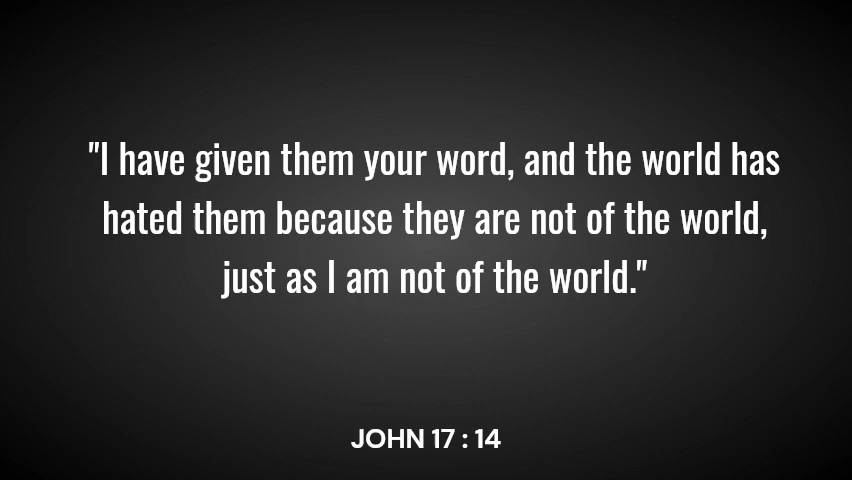 "I have given them your word, and the world has
hated them because they are not of the world,
just as I am not of the world."
JOHN 17 : 14